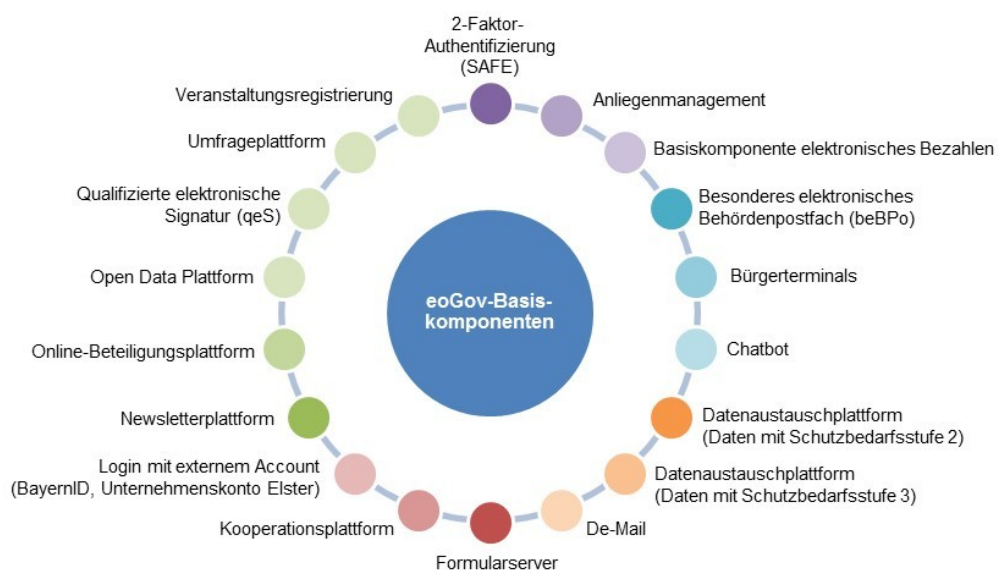 2-Faktor-
Authentifizierung
(SAFE)
Anliegenmanagement
Basiskomponente elektronisches Bezahlen
Besonderes elektronisches
Behördenpostfach (beBPo)
Bürgerterminals
Chatbot
Datenaustauschplattform
(Daten mit Schutzbedarfsstufe 2)
Datenaustauschplattform
(Daten mit Schutzbedarfsstufe 3)
De-Mail
Formularserver
Kooperationsplattform
Login mit externem Account
(BayernID, Unternehmenskonto Elster)
Newsletterplattform
Online-Beteiligungsplattform
Open Data Plattform
Qualifizierte elektronische
Signatur (qeS)
Umfrageplattform
Veranstaltungsregistrierung
eoGov-Basis-
komponenten